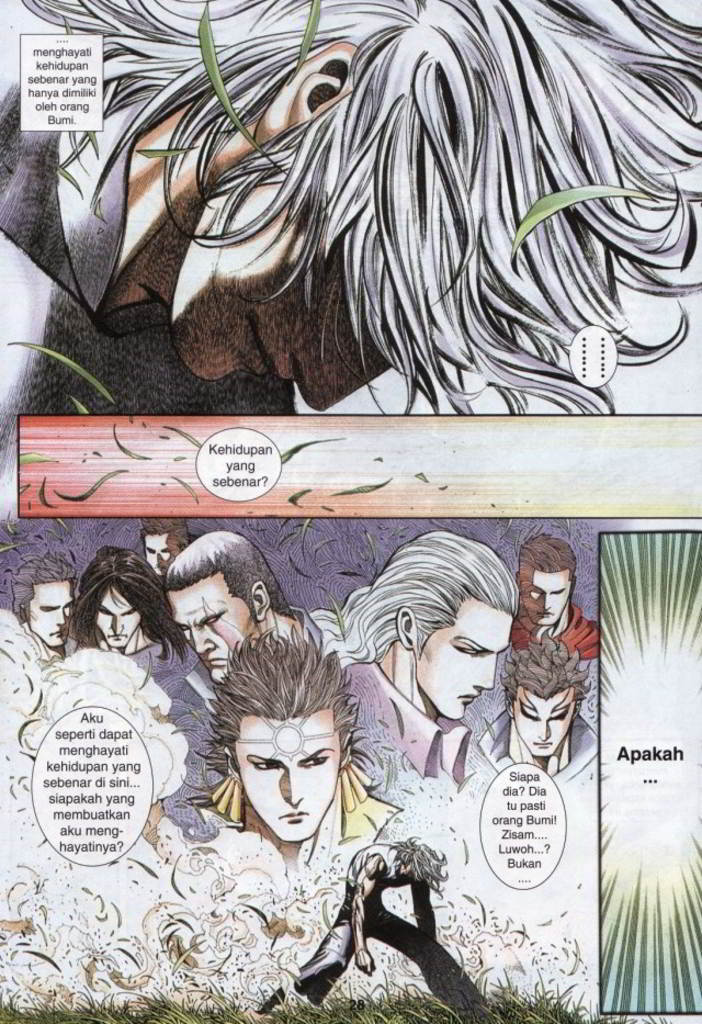 ....
menghayati
kehidupan
sebenar yang
hanya dimiliki
oleh orang
Bumi.
Kehidupan
yang
sebenar?
Aku
seperti dapat
menghayati
kehidupan yang
sebenar di sini...
siapakah yang
membuatkan
aku meng-
hayatinya?
Siapa
dia? Dia
tu pasti
orang Bumi!
Zisam....
Luwoh...?
Bukan
....
Apakah
...
28